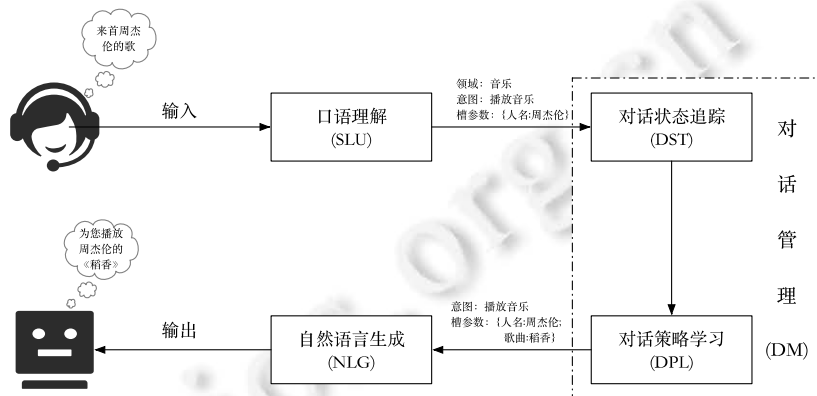 来首周杰
伦的歌
输入
口语理解
(SLU)
领域: 音乐
意图: 播放音乐
槽参数: {人名:周杰伦}
对话状态追踪
(DST)
对
话
管
理
(DM)
为您播放
周杰伦的
《稻香》
输出
自然语言生成
(NLG)
意图: 播放音乐
槽参数: {人名:周杰伦;
歌曲:稻香}
对话策略学习
(DPL)